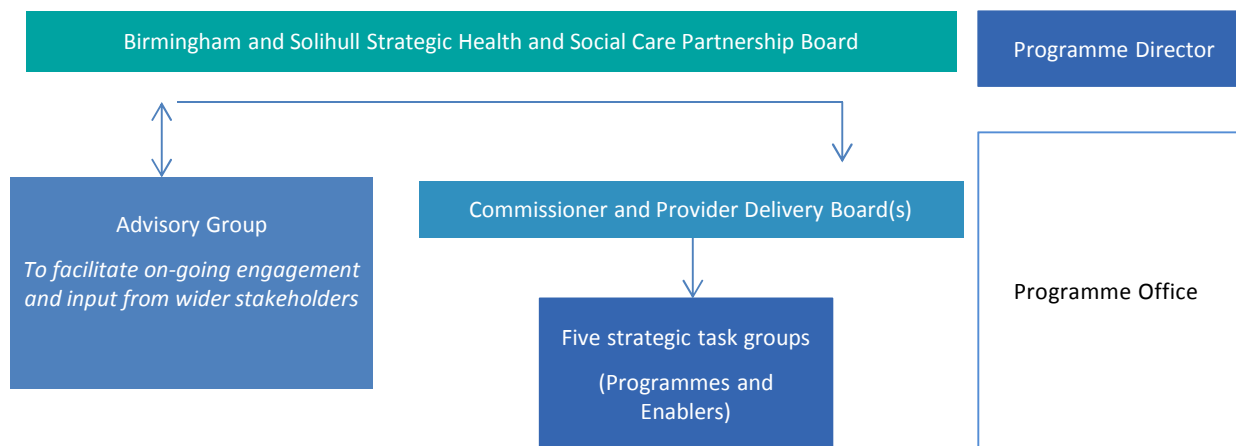 Birmingham and Solihull Strategic Health and Social Care Partnership Board
Programme Director
Advisory Group
To facilitate on-going engagement
and input from wider stakeholders
Commissioner and Provider Delivery Board(s)
Five strategic task groups
(Programmes and
Enablers)
Programme Office